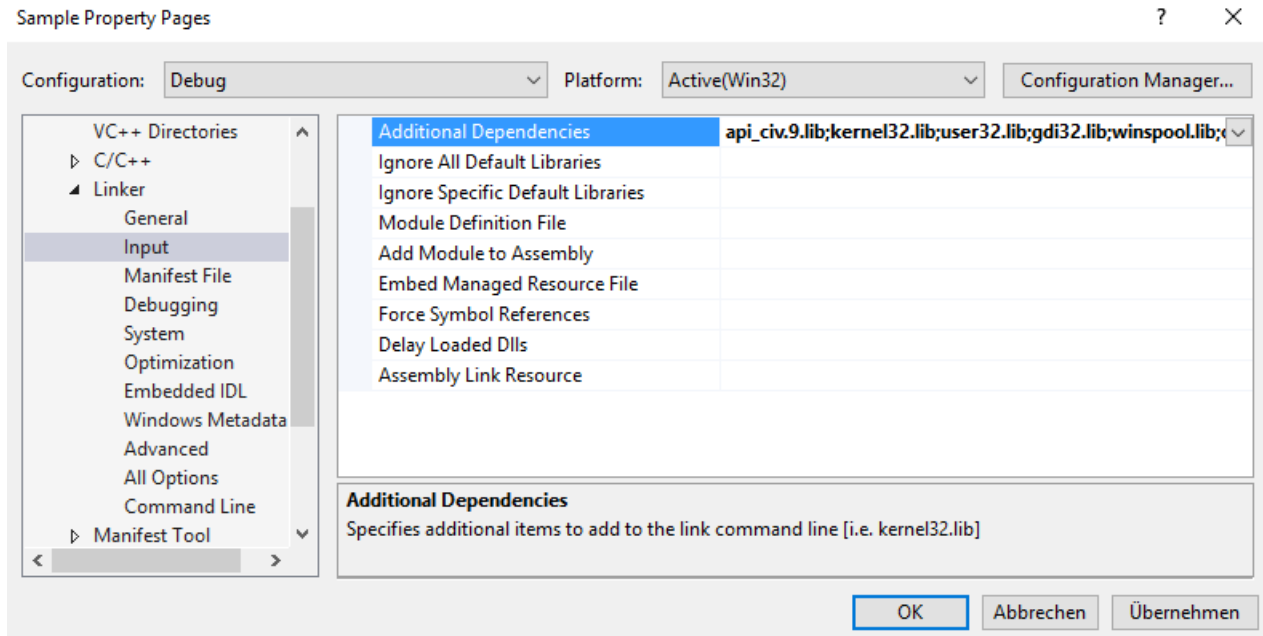 Sample Property Pages
Configuration: Debug Platform: Active(Win32) Configuration Manager...
VC++ Directories
C/C++
Linker
General
Input
Manifest File
Debugging
System
Optimization
Embedded IDL
Windows Metadata
Advanced
All Options
Command Line
Manifest Tool
Additional Dependencies api_civ.9.lib;kernel32.lib;user32.lib;gdi32.lib;winspool.lib;
Ignore All Default Libraries
Ignore Specific Default Libraries
Module Definition File
Add Module to Assembly
Embed Managed Resource File
Force Symbol References
Delay Loaded Dlls
Assembly Link Resource
Additional Dependencies
Specifies additional items to add to the link command line [i.e. kernel32.lib]
OK Abbrechen Übernehmen